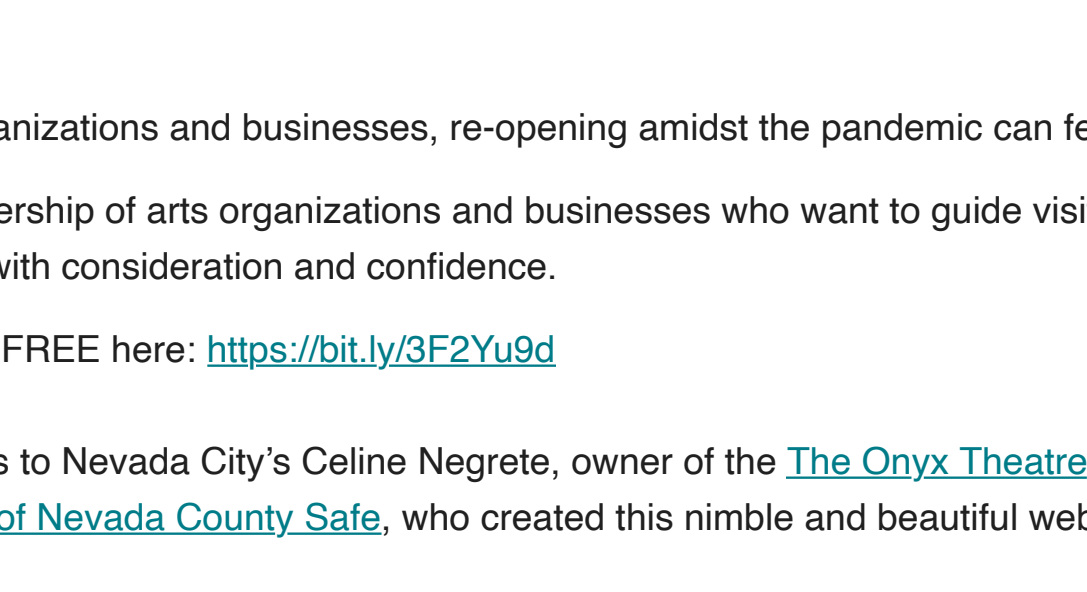 anizations and businesses, re-opening amidst the pandemic can fe
ership of arts organizations and businesses who want to guide visi
with consideration and confidence.
FREE here: https://bit.ly/3F2Yu9d
s to Nevada City’s Celine Negrete, owner of the The Onyx Theatre
of Nevada County Safe, who created this nimble and beautiful web